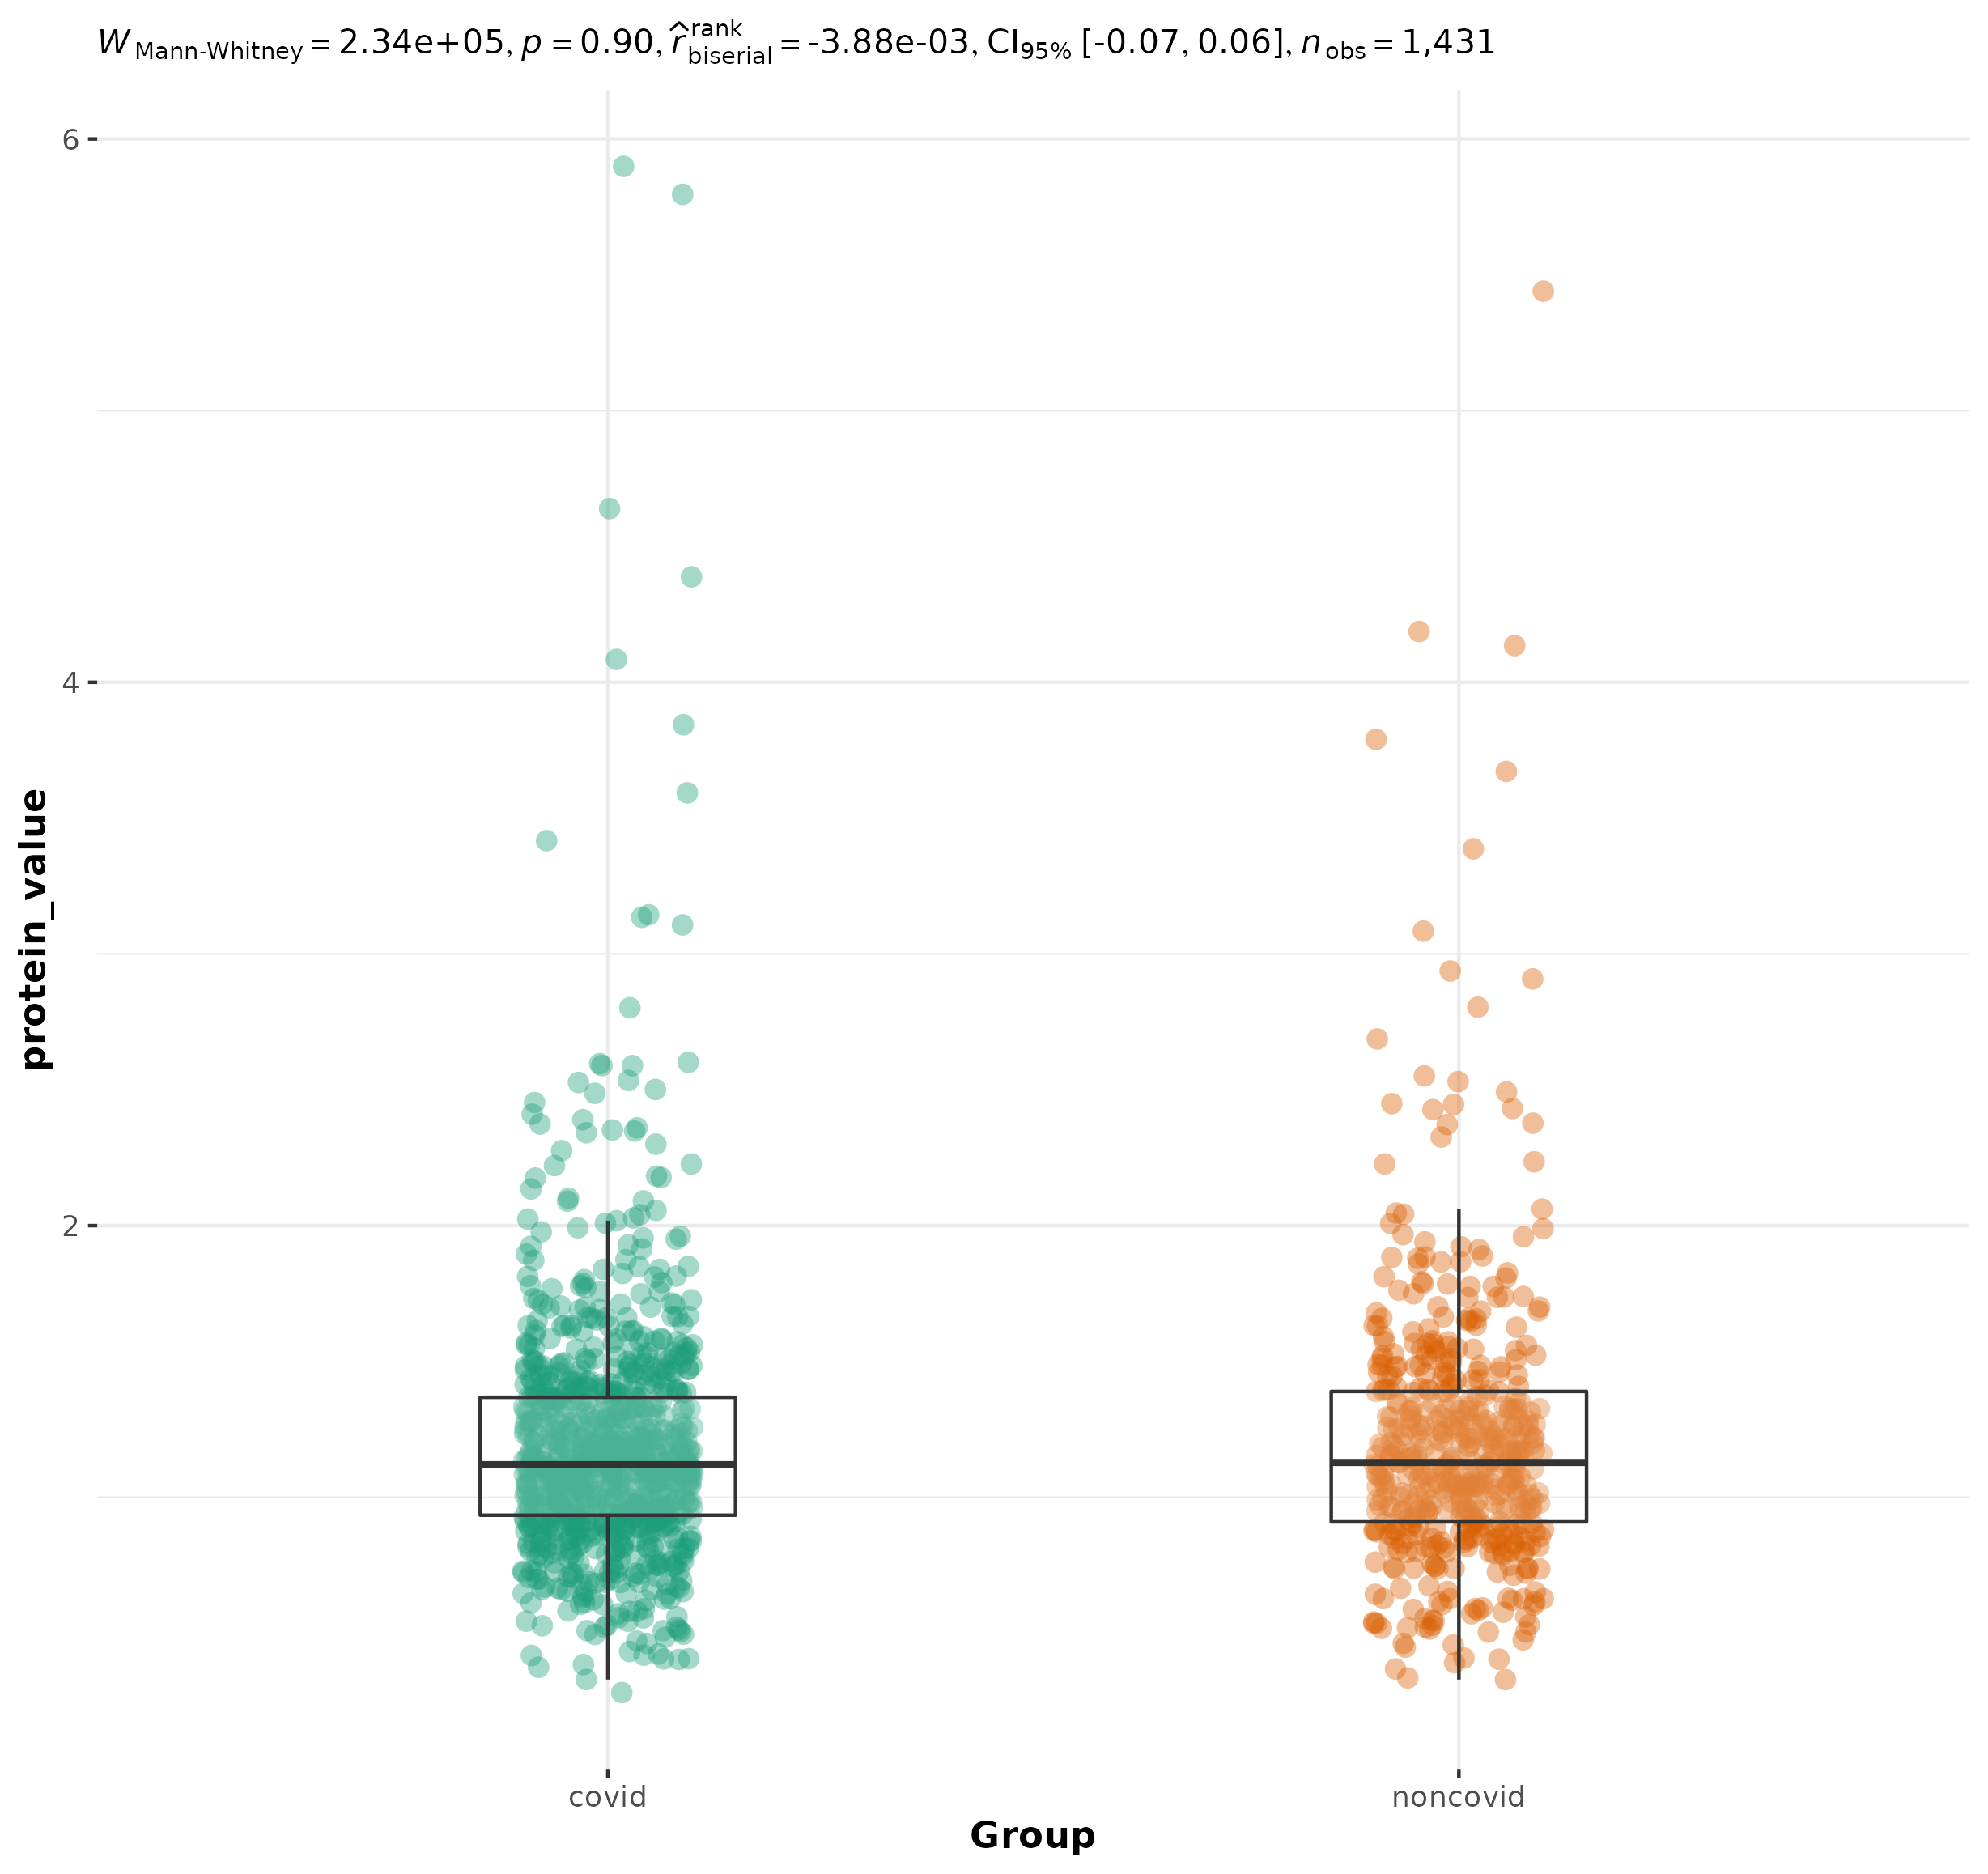 W Mann-Whitney = 2.34e+05, p = 0.90, r̂ rank biserial = -3.88e-03, CI95% [-0.07, 0.06], n obs = 1,431
6
4
2
protein_value
covid noncovid
Group